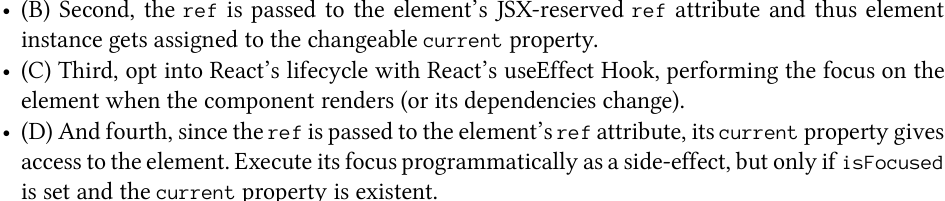 • (B) Second, the ref is passed to the element's JSX-reserved ref attribute and thus element
instance gets assigned to the changeable current property.
• (C) Third, opt into React's lifecycle with React's useEffect Hook, performing the focus on the
element when the component renders (or its dependencies change).
• (D) And fourth, since the ref is passed to the element's ref attribute, its current property gives
access to the element. Execute its focus programmatically as a side-effect, but only if isFocused
is set and the current property is existent.